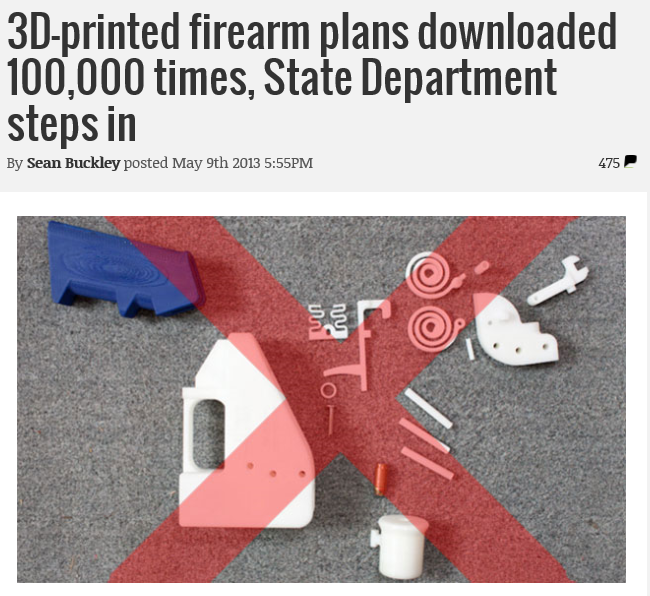 3D-printed firearm plans downloaded
100,000 times, State Department
steps in
By Sean Buckley posted May 9th 2013 5:55PM
475